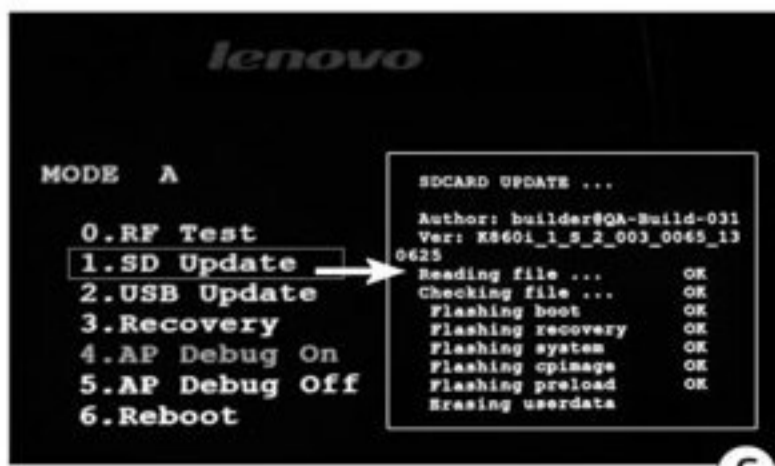 lenovo
MODE A
0.RF Test
1.SD Update
2.USB Update
3.Recovery
4.AP Debug On
5.AP Debug Off
6.Reboot
SDCARD UPDATE ...
Author: builder@QA-Build-031
Ver: K860i_1_S_2_003_0065_13
0625
Reading file ... OK
Checking file ... OK
Flashing boot OK
Flashing recovery OK
Flashing system OK
Flashing cpimage OK
Flashing preload OK
Erasing userdata